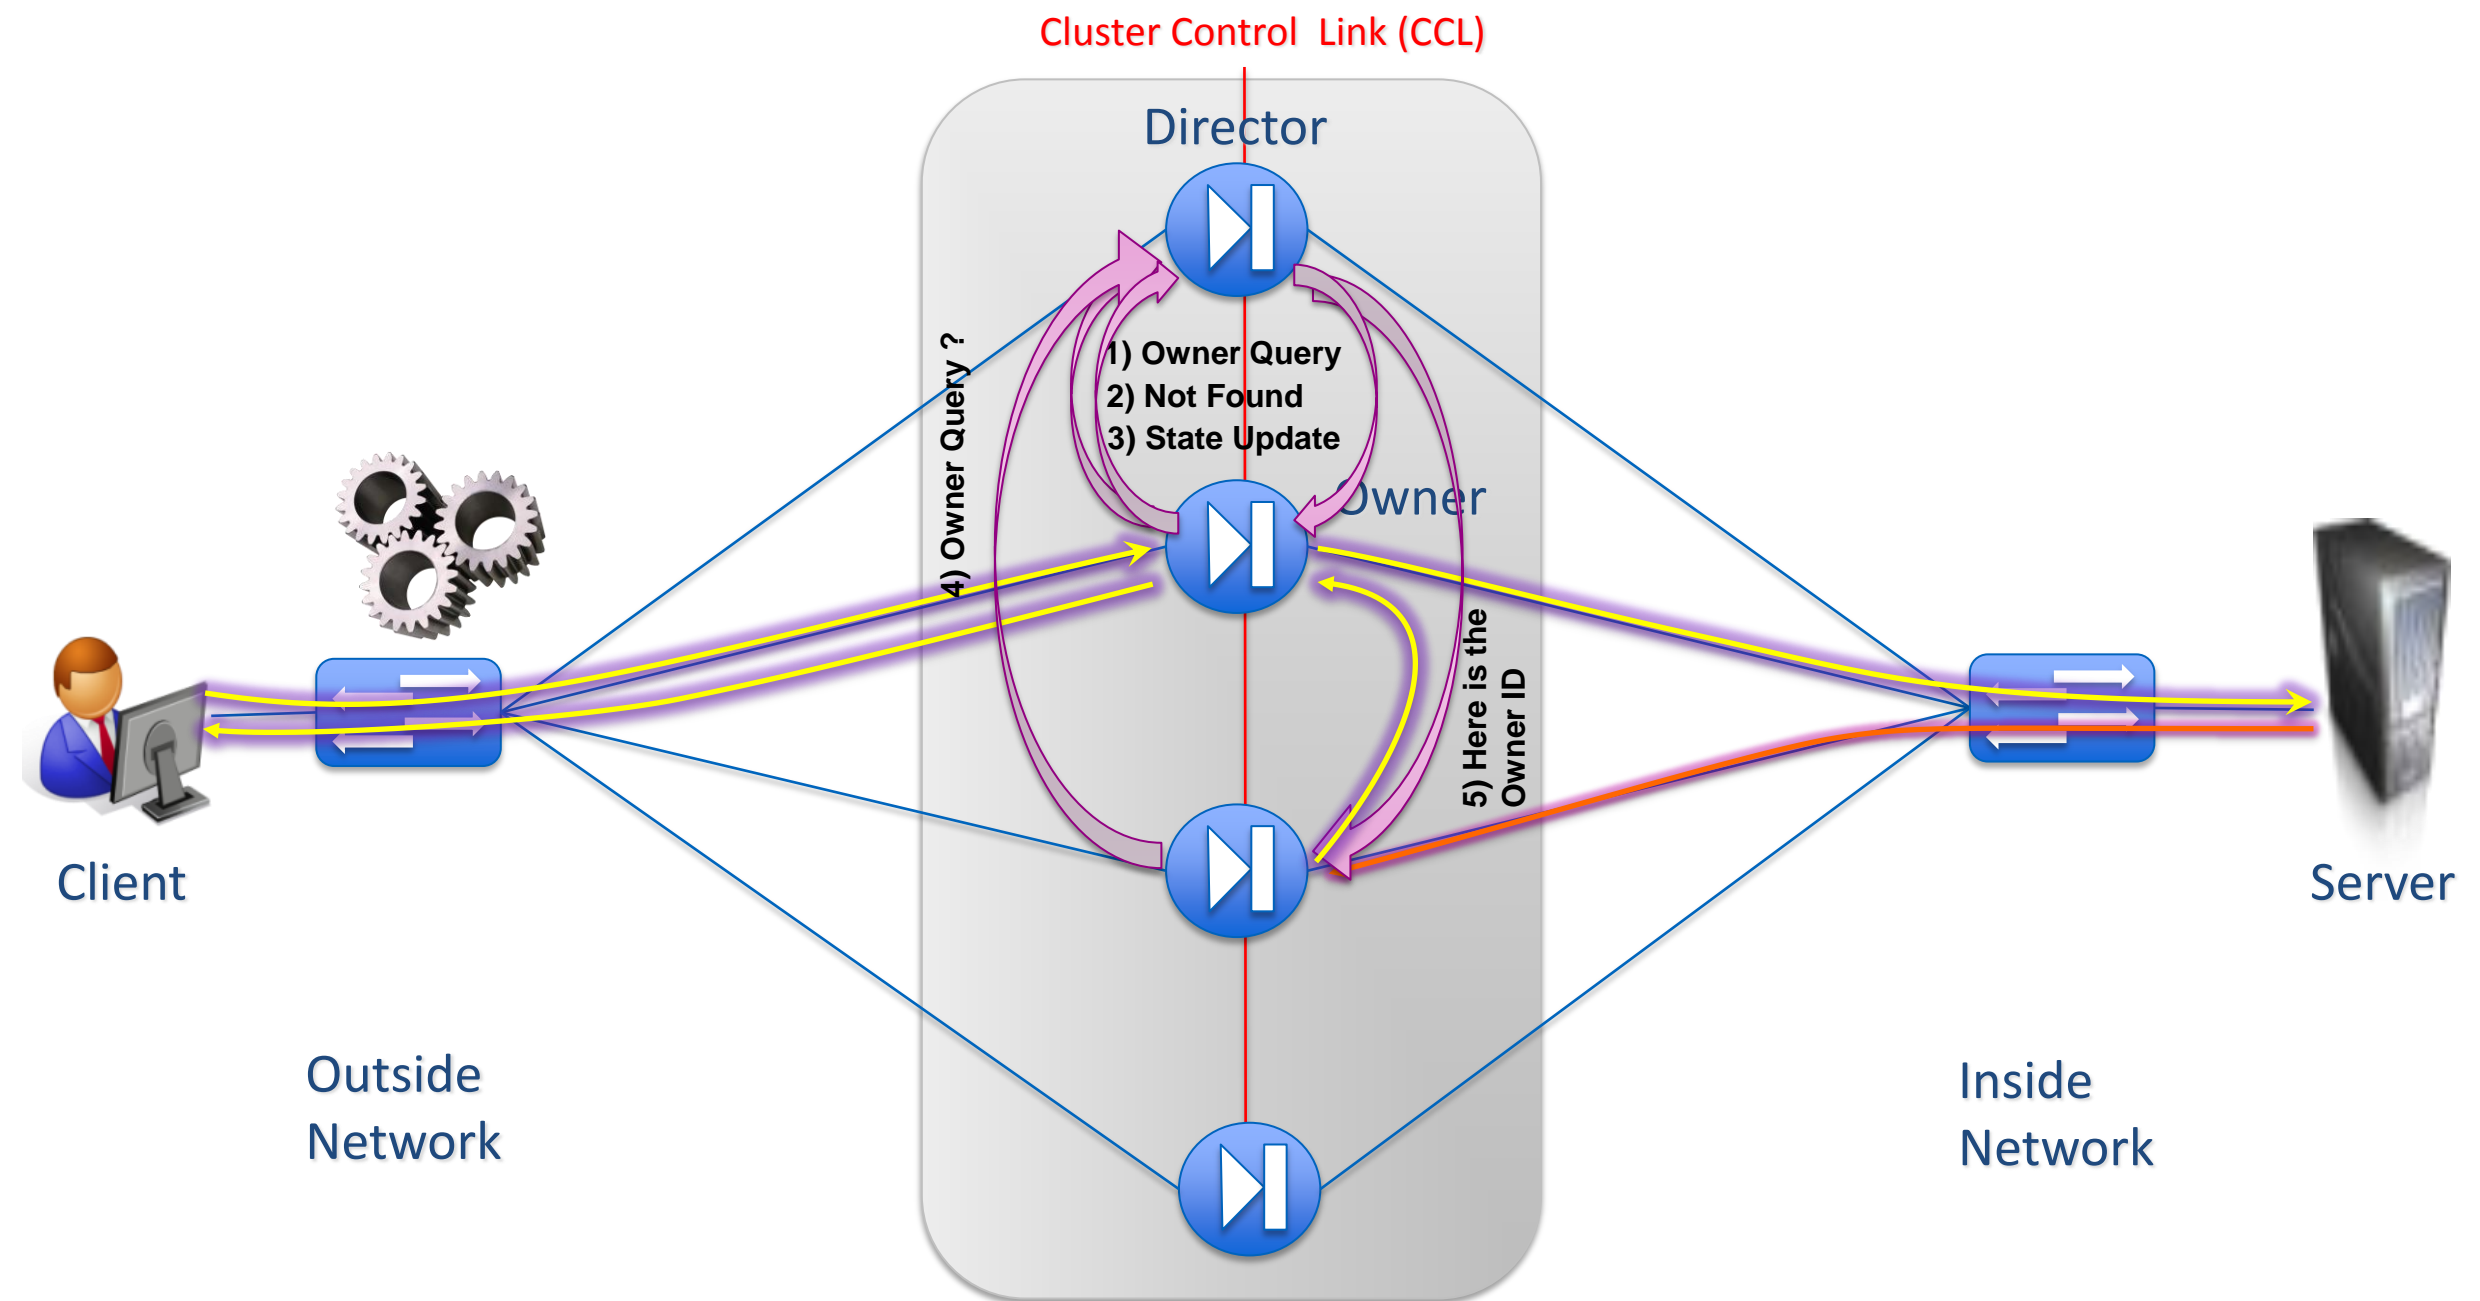 Cluster Control  Link (CCL)
Director
1) Owner Query
2) Not Found
3) State Update
4) Owner Query ?
Owner
5) Here is the
Owner ID
Client
Server
Outside
Network
Inside
Network